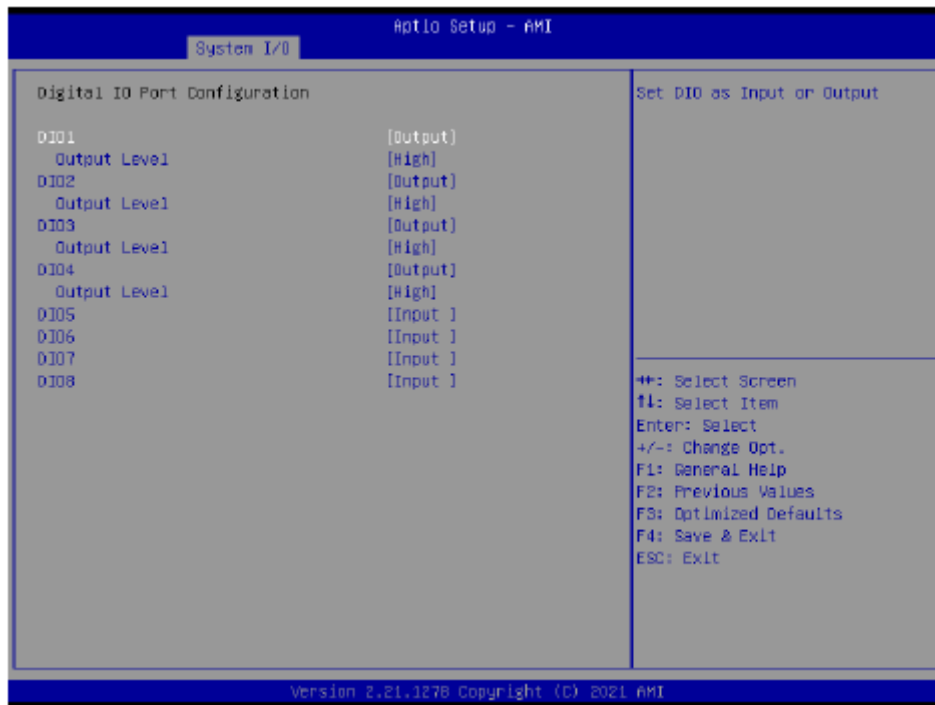 Aptio Setup - AMI
System I/O
Digital IO Port Configuration
DIO1 [Output]
Output Level [High]
DIO2 [Output]
Output Level [High]
DIO3 [Output]
Output Level [High]
DIO4 [Output]
Output Level [High]
DIO5 [Input ]
DIO6 [Input ]
DIO7 [Input ]
DIO8 [Input ]
Set DIO as Input or Output
→←: Select Screen
↑↓: Select Item
Enter: Select
+/-: Change Opt.
F1: General Help
F2: Previous Values
F3: Optimized Defaults
F4: Save & Exit
ESC: Exit
Version 2.21.1278 Copyright (C) 2021 AMI